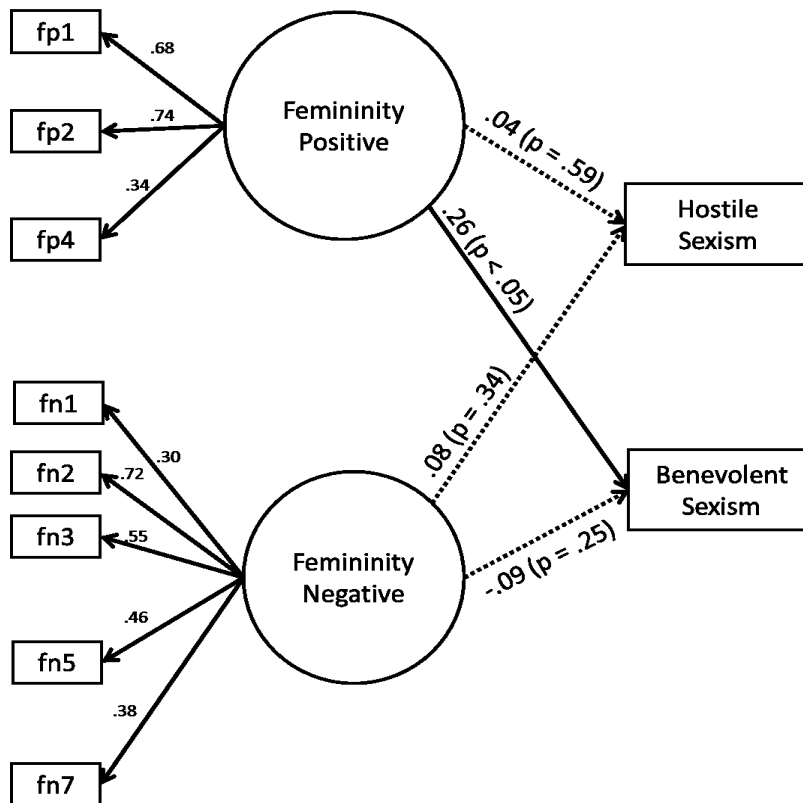 fp1
.68
Femininity
Positive
fp2
.74
.04 (p = .59)
.34
fp4
Hostile
Sexism
.26 (p < .05)
fn1
.30
.08 (p = .34)
fn2
.72
fn3
.55
Benevolent
Sexism
Femininity
Negative
-.09 (p = .25)
fn5
.46
.38
fn7